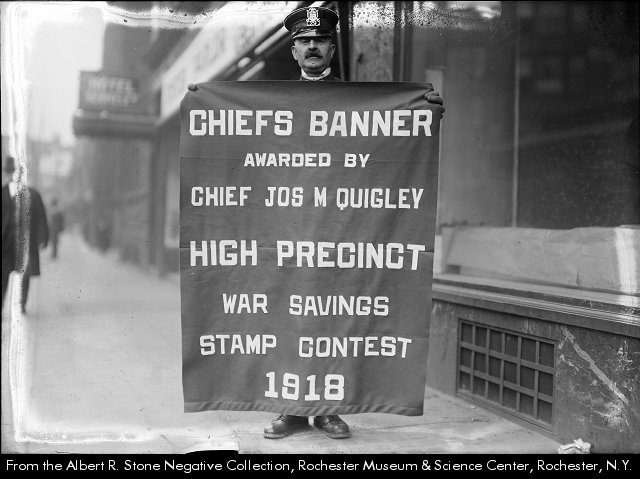 HOTEL
CHIEFS BANNER
AWARDED BY
CHIEF JOS M QUIGLEY
HIGH PRECINCT
WAR SAVINGS
STAMP CONTEST
1918
From the Albert R. Stone Negative Collection, Rochester Museum & Science Center, Rochester, N.Y.